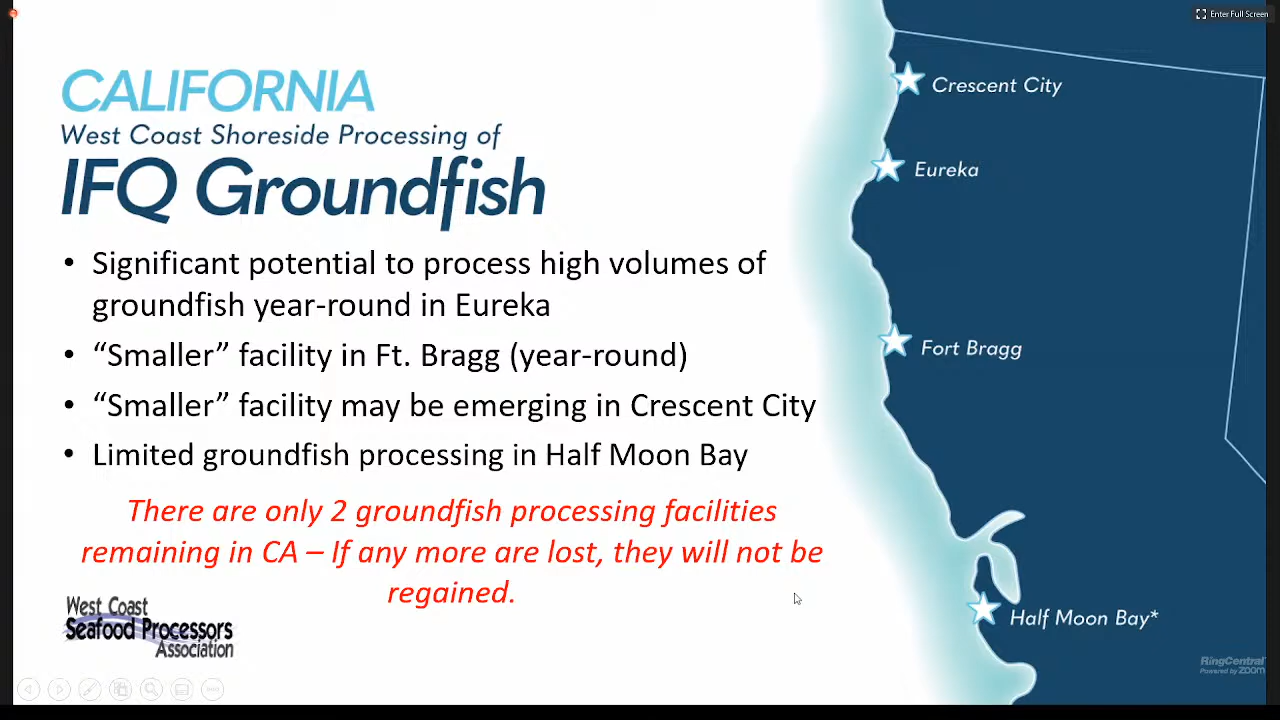 Enter Full Screen
CALIFORNIA
West Coast Shoreside Processing of
IFQ Groundfish
• Significant potential to process high volumes of
groundfish year-round in Eureka
• “Smaller” facility in Ft. Bragg (year-round)
• “Smaller” facility may be emerging in Crescent City
• Limited groundfish processing in Half Moon Bay
There are only 2 groundfish processing facilities
remaining in CA – If any more are lost, they will not be
regained.
West Coast
Seafood Processors
Association
Crescent City
Eureka
Fort Bragg
Half Moon Bay*
RingCentral
Powered by zoom